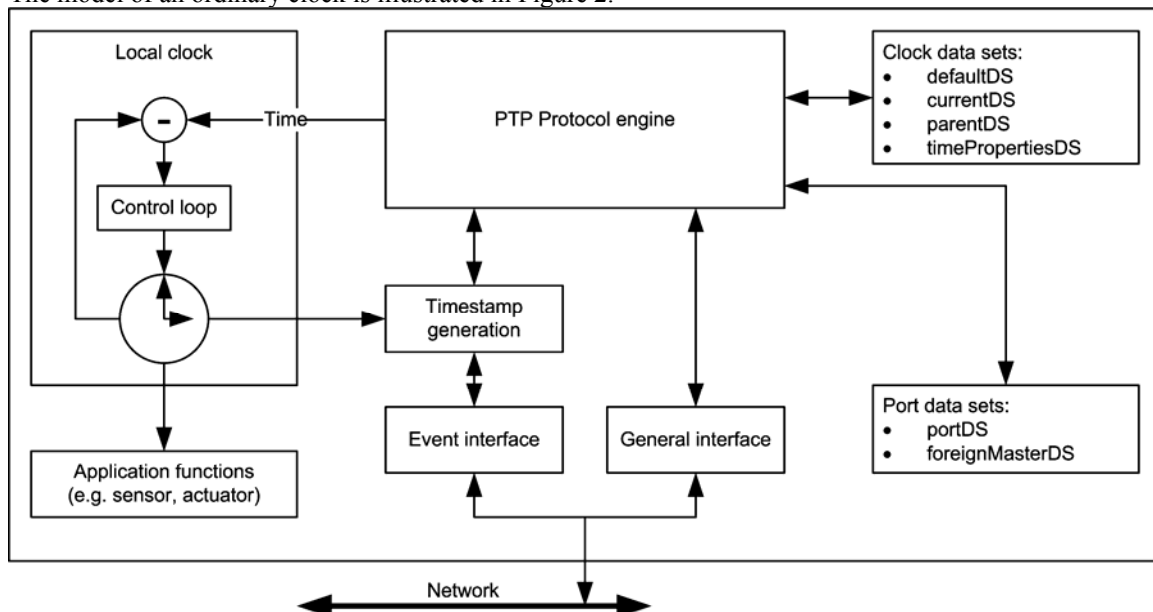 The model of an ordinary clock is illustrated in Figure 2.
Local clock
-
Time
PTP Protocol engine
Clock data sets:
• defaultDS
• currentDS
• parentDS
• timePropertiesDS
Control loop
Timestamp
generation
Event interface
General interface
Port data sets:
• portDS
• foreignMasterDS
Application functions
(e.g. sensor, actuator)
Network